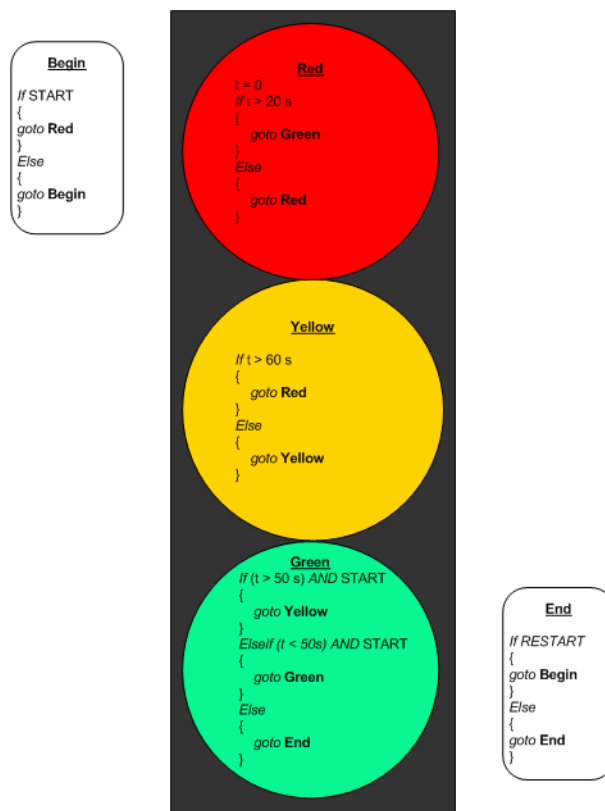 Begin
If START
{
goto Red
}
Else
{
goto Begin
}
Red
t = 0
If t > 20 s
{
goto Green
}
Else
{
goto Red
}
Yellow
If t > 60 s
{
goto Red
}
Else
{
goto Yellow
}
Green
If (t > 50 s) AND START
{
goto Yellow
}
Elseif (t < 50s) AND START
{
goto Green
}
Else
{
goto End
}
End
If RESTART
{
goto Begin
}
Else
{
goto End
}